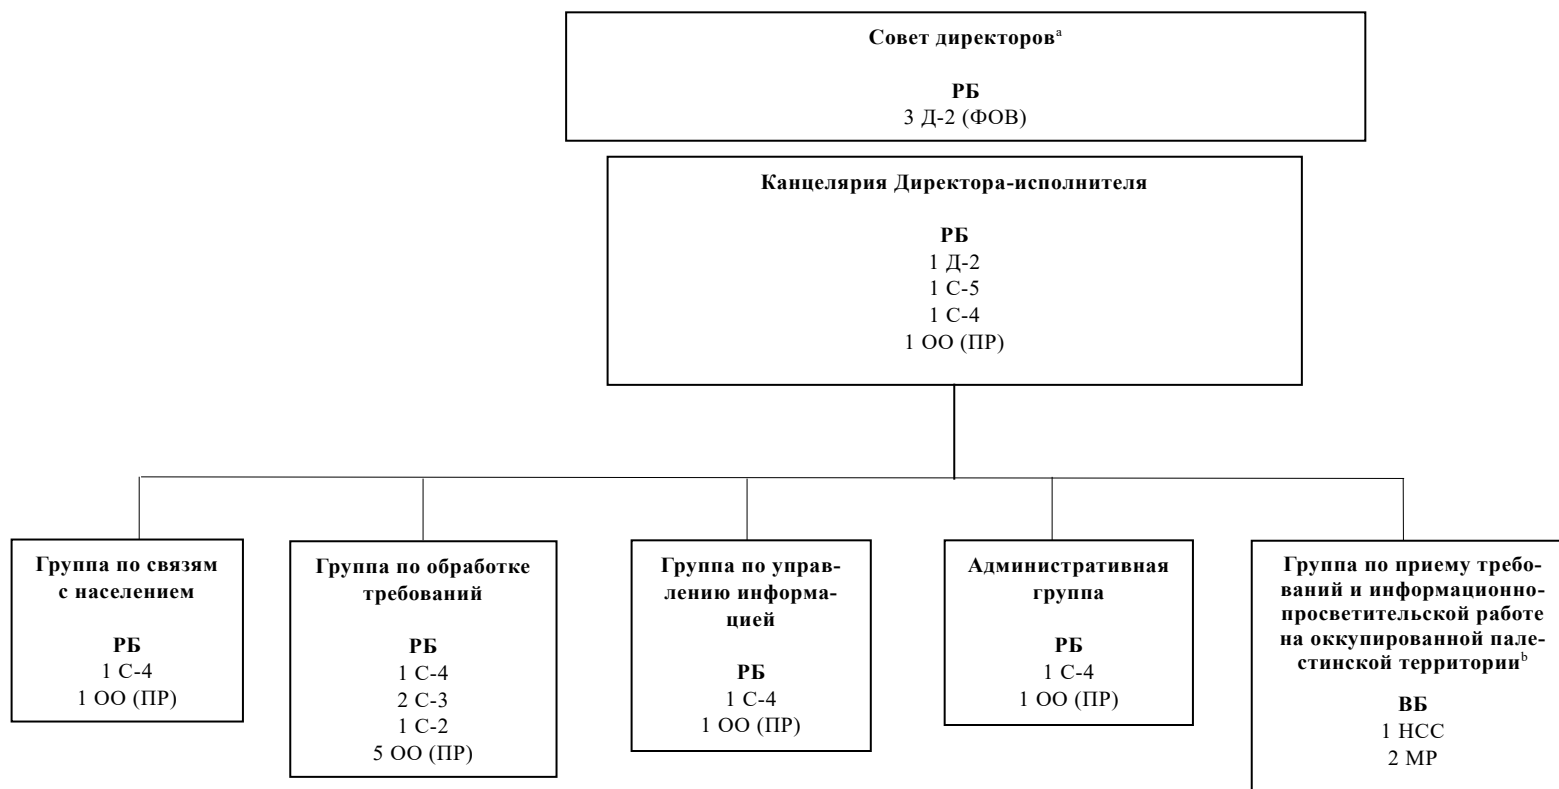 Совет директоровᵃ
РБ
3 Д-2 (ФОВ)
Канцелярия Директора-исполнителя
РБ
1 Д-2
1 С-5
1 С-4
1 ОО (ПР)
Группа по связям
с населением
РБ
1 С-4
1 ОО (ПР)
Группа по обработке
требований
РБ
1 С-4
2 С-3
1 С-2
5 ОО (ПР)
Группа по управ-
лению информа-
цией
РБ
1 С-4
1 ОО (ПР)
Административная
группа
РБ
1 С-4
1 ОО (ПР)
Группа по приему требо-
ваний и информационно-
просветительской работе
на оккупированной пале-
стинской территорииᵇ
ВБ
1 НСС
2 МР